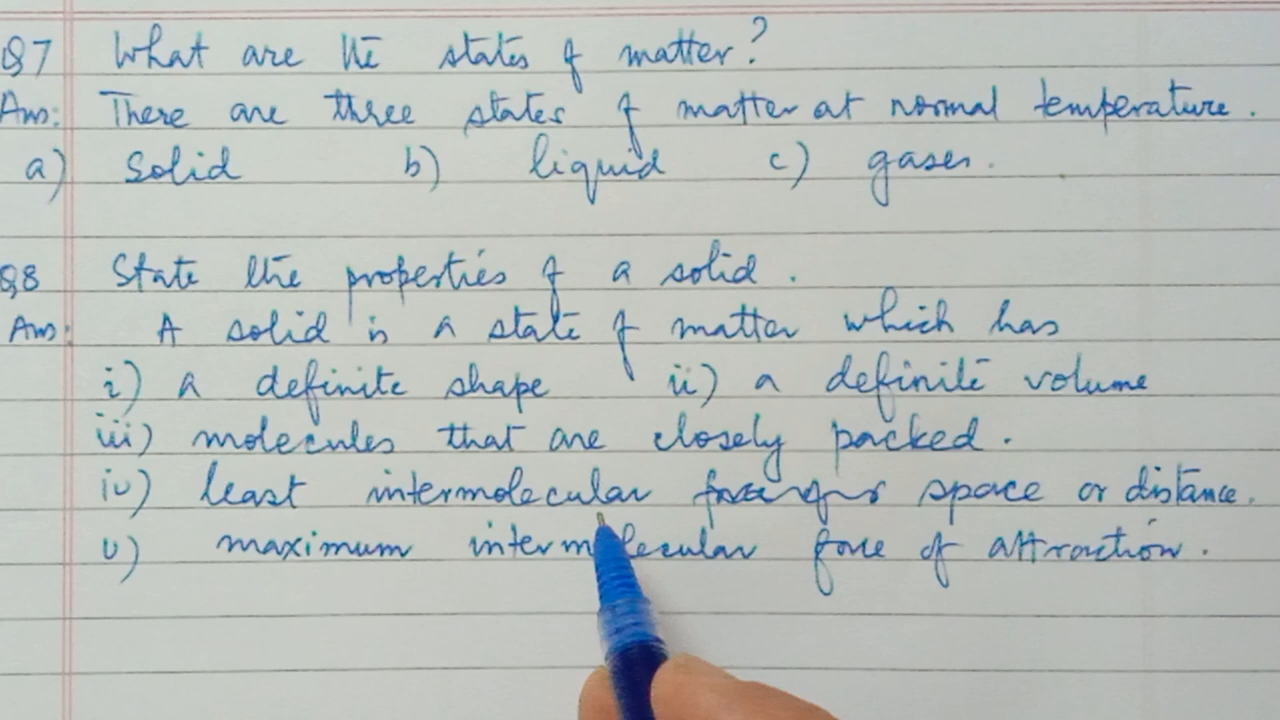 Q7 What are the states of matter?
Ans: There are three states of matter at normal temperature.
a) Solid b) liquid c) gases.
Q8 State the properties of a solid.
Ans: A solid is a state of matter which has
i) a definite shape ii) a definite volume
iii) molecules that are closely packed.
iv) least intermolecular space or distance.
v) maximum intermolecular force of attraction.